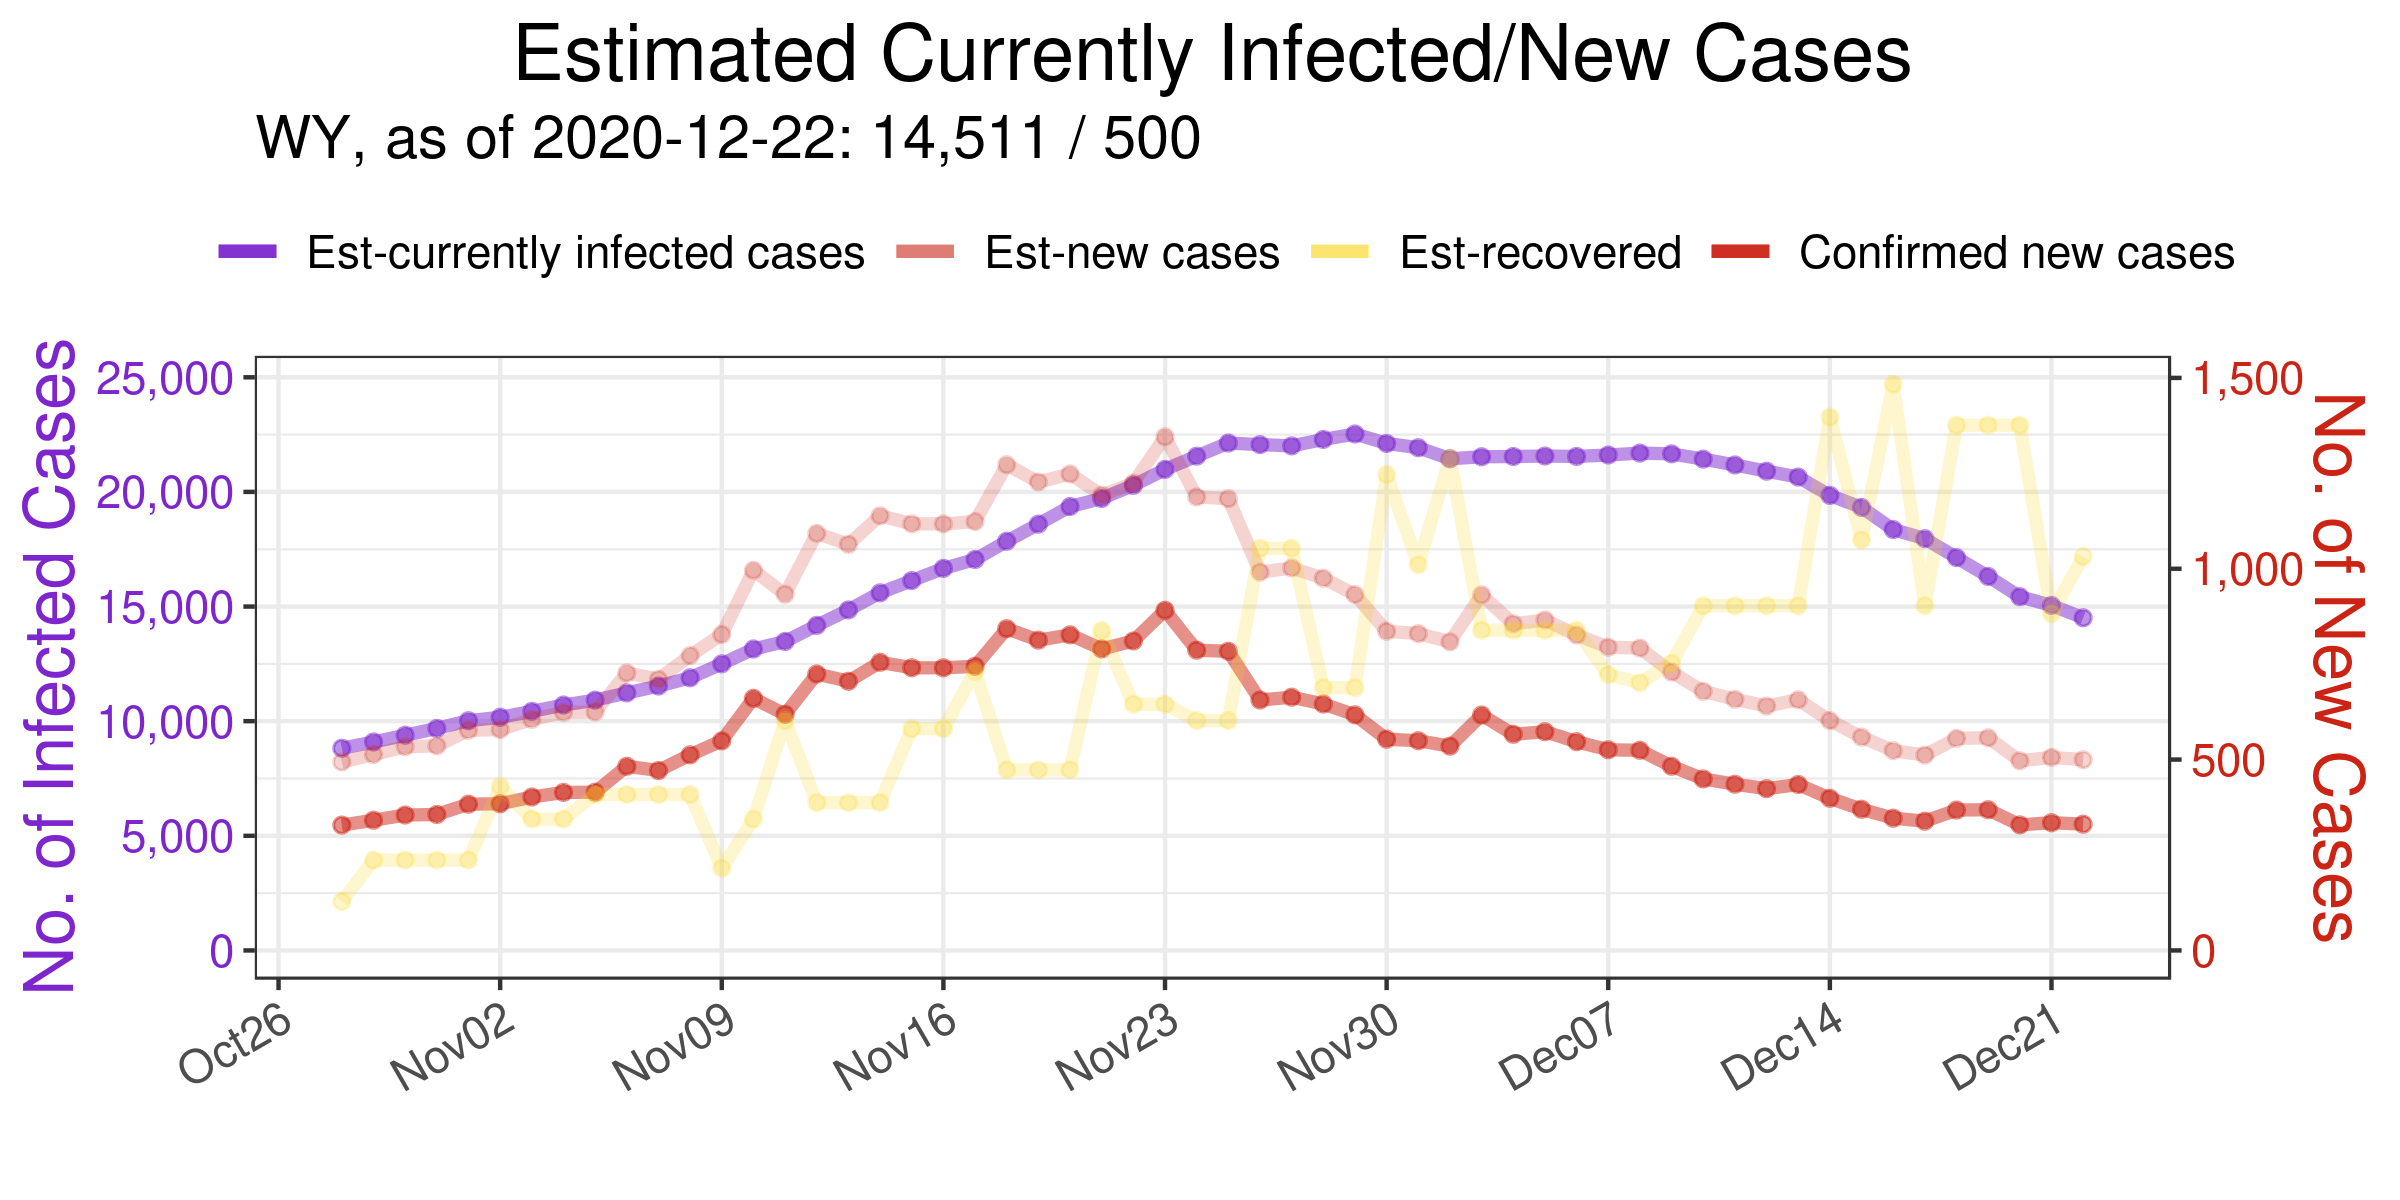 Estimated Currently Infected/New Cases
WY, as of 2020-12-22: 14,511 / 500
Est-currently infected cases Est-new cases Est-recovered Confirmed new cases
No. of Infected Cases
25,000
20,000
15,000
10,000
5,000
0
1,500
1,000
500
0
No. of New Cases
Oct26 Nov02 Nov09 Nov16 Nov23 Nov30 Dec07 Dec14 Dec21